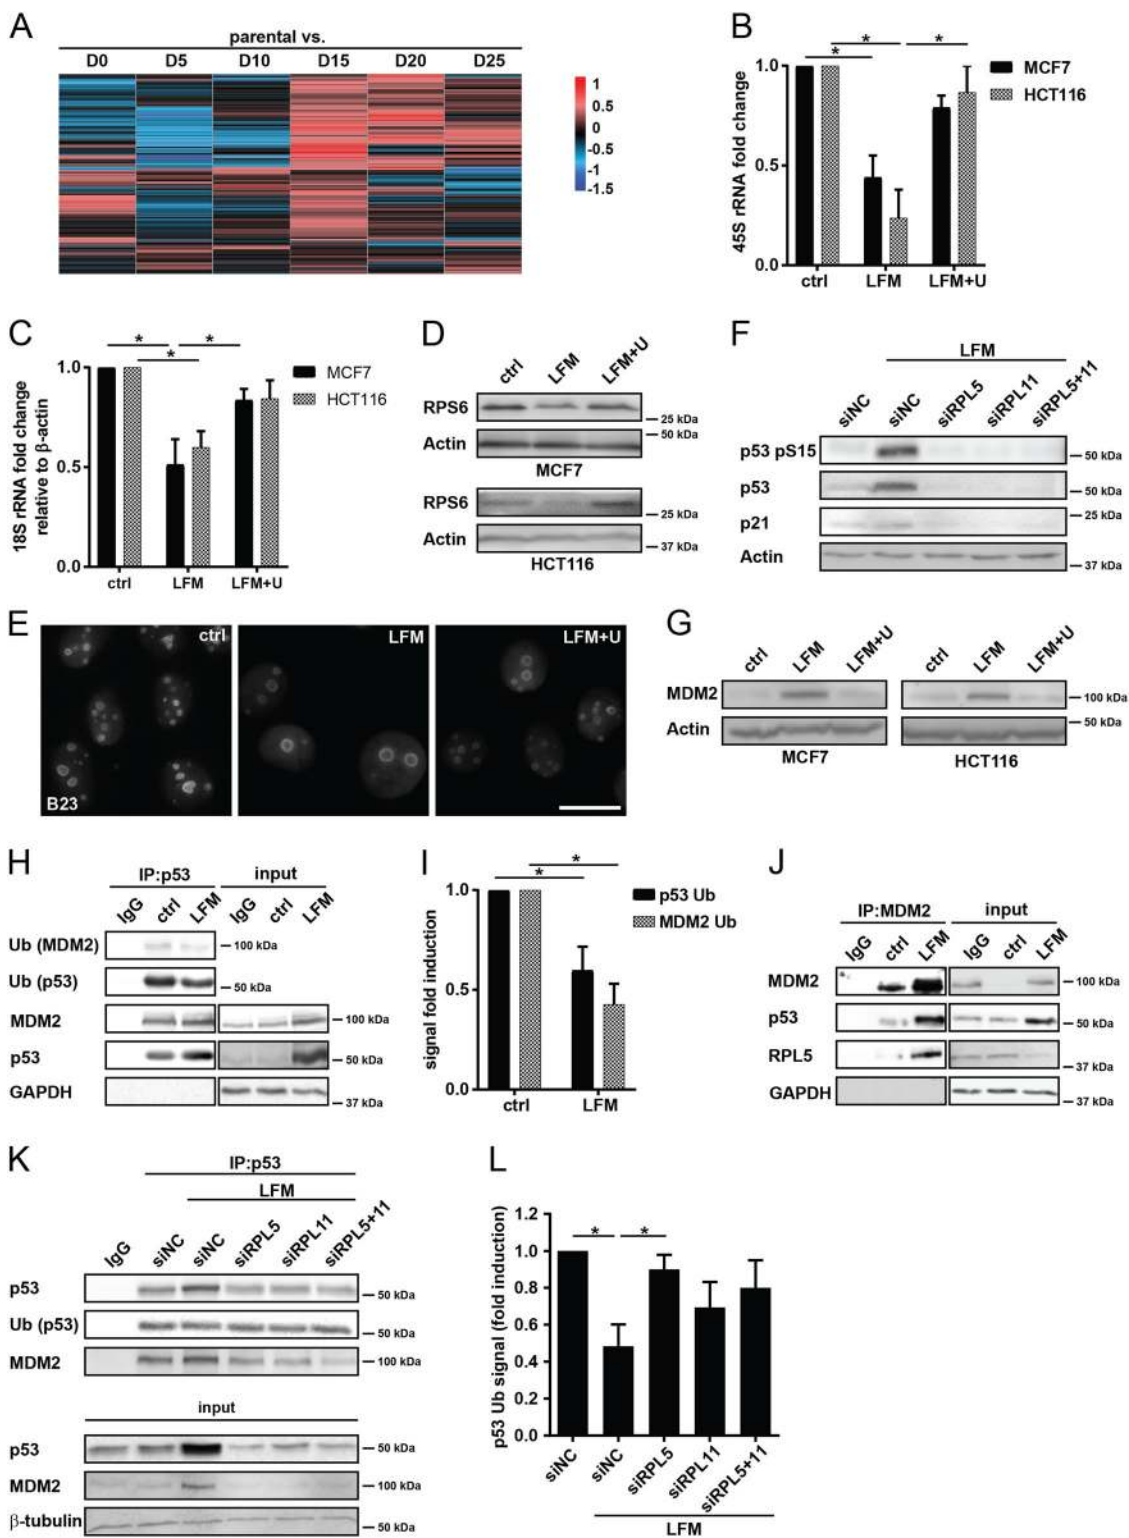 A
parental vs.
D0 D5 D10 D15 D20 D25
1
0.5
0
-0.5
-1
-1.5
B
45S rRNA fold change
1.0
0.5
0.0
* * *
MCF7
HCT116
ctrl LFM LFM+U
C
18S rRNA fold change
relative to β-actin
1.0
0.5
0.0
* * *
MCF7
HCT116
ctrl LFM LFM+U
D
ctrl LFM LFM+U
RPS6
25 kDa
50 kDa
Actin
MCF7
RPS6
25 kDa
Actin
37 kDa
HCT116
F
LFM
siNC siNC siRPL5 siRPL11 siRPL5+11
p53 pS15
50 kDa
p53
50 kDa
p21
25 kDa
Actin
37 kDa
E
ctrl LFM LFM+U
B23
G
ctrl LFM LFM+U ctrl LFM LFM+U
MDM2
100 kDa
50 kDa
Actin
MCF7 HCT116
H
IP:p53 input
IgG ctrl LFM IgG ctrl LFM
Ub (MDM2) 100 kDa
Ub (p53) 50 kDa
MDM2 100 kDa
p53 50 kDa
GAPDH 37 kDa
I
signal fold induction
1.0
0.5
0.0
* *
p53 Ub
MDM2 Ub
ctrl LFM
J
IP:MDM2 input
IgG ctrl LFM IgG ctrl LFM
MDM2 100 kDa
p53 50 kDa
RPL5 37 kDa
GAPDH 37 kDa
K
IP:p53
LFM
IgG siNC siNC siRPL5 siRPL11 siRPL5+11
p53 50 kDa
Ub (p53) 50 kDa
MDM2 100 kDa
input
p53 50 kDa
MDM2 100 kDa
β-tubulin 50 kDa
L
p53 Ub signal (fold induction)
1.2
1.0
0.8
0.6
0.4
0.2
0.0
* *
siNC siNC siRPL5 siRPL11 siRPL5+11
LFM